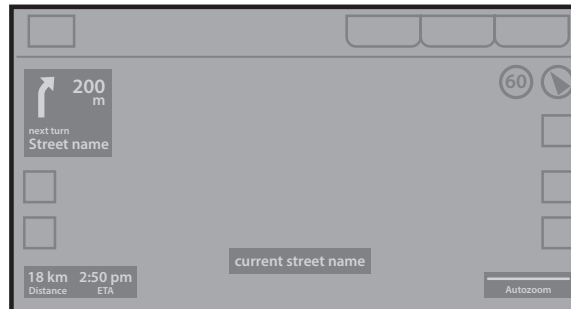 200
m
60
next turn
Street name
current street name
18 km 2:50 pm
Distance ETA
Autozoom